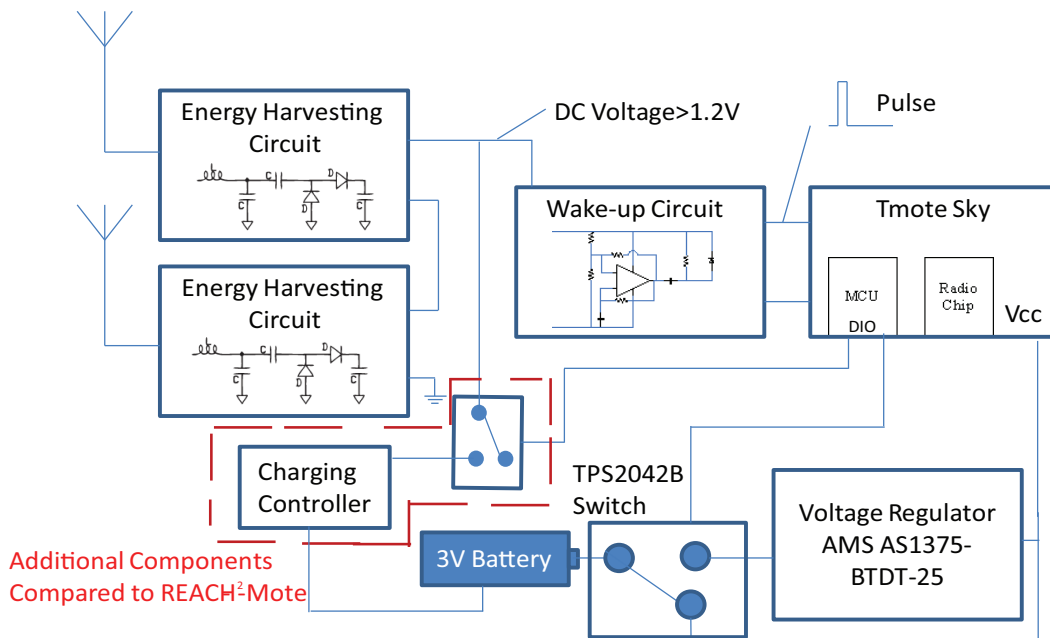 Energy Harvesting
Circuit
C
D
C
D
C
DC Voltage>1.2V
Pulse
Wake-up Circuit
Tmote Sky
MCU
DIO
Radio
Chip
Vcc
Energy Harvesting
Circuit
C
D
C
D
C
Charging
Controller
TPS2042B
Switch
3V Battery
Voltage Regulator
AMS AS1375-
BTDT-25
Additional Components
Compared to REACH²-Mote